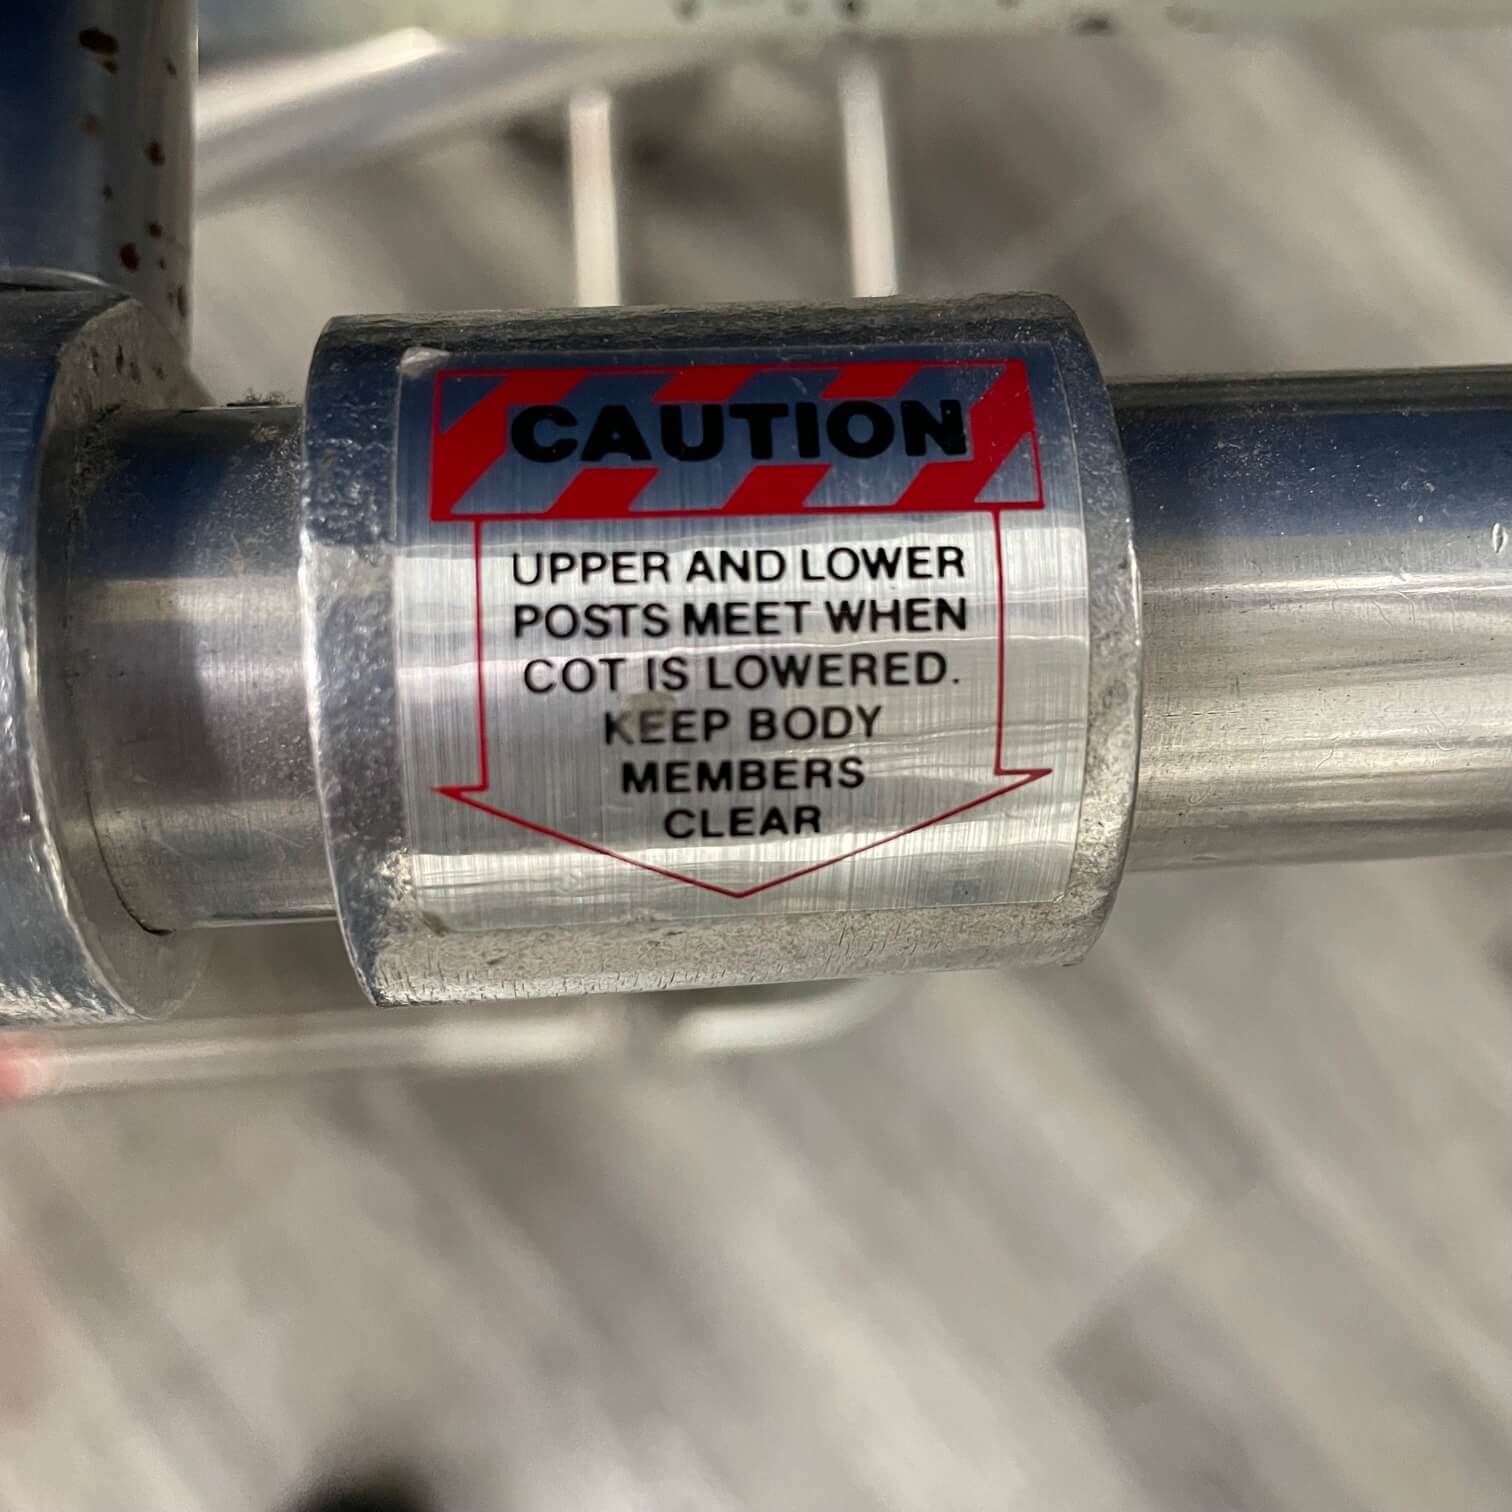 CAUTION
UPPER AND LOWER
POSTS MEET WHEN
COT IS LOWERED.
KEEP BODY
MEMBERS
CLEAR